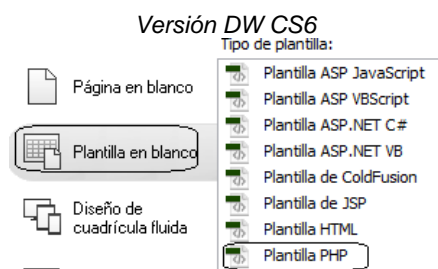 Versión DW CS6
Tipo de plantilla:
Página en blanco
Plantilla en blanco
Diseño de
cuadrícula fluida
Plantilla ASP JavaScript
Plantilla ASP VBScript
Plantilla ASP.NET C#
Plantilla ASP.NET VB
Plantilla de ColdFusion
Plantilla de JSP
Plantilla HTML
Plantilla PHP